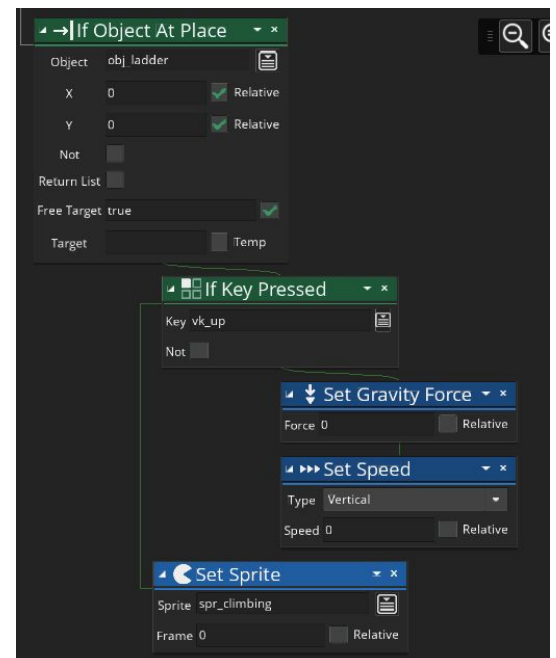 If Object At Place
Object obj_ladder
X 0 Relative
Y 0 Relative
Not
Return List
Free Target true
Target Temp
If Key Pressed
Key vk_up
Not
Set Gravity Force
Force 0 Relative
Set Speed
Type Vertical
Speed 0 Relative
Set Sprite
Sprite spr_climbing
Frame 0 Relative